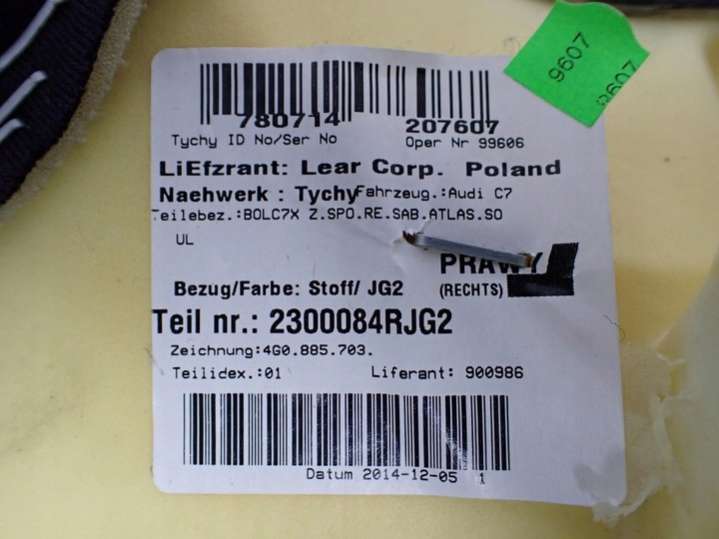 9607
9607
780714 207607
Tychy ID No/Ser No Oper Nr 99606
LiEfzrant: Lear Corp. Poland
Naehwerk : Tychy Fahrzeug.:Audi C7
Teilebez.:BOLC7X Z.SPO.RE.SAB.ATLAS.SO
UL
PRAWY
Bezug/Farbe: Stoff/ JG2 (RECHTS)
Teil nr.: 2300084RJG2
Zeichnung:4G0.885.703.
Teilidex.:01 Liferant: 900986
Datum 2014-12-05 1